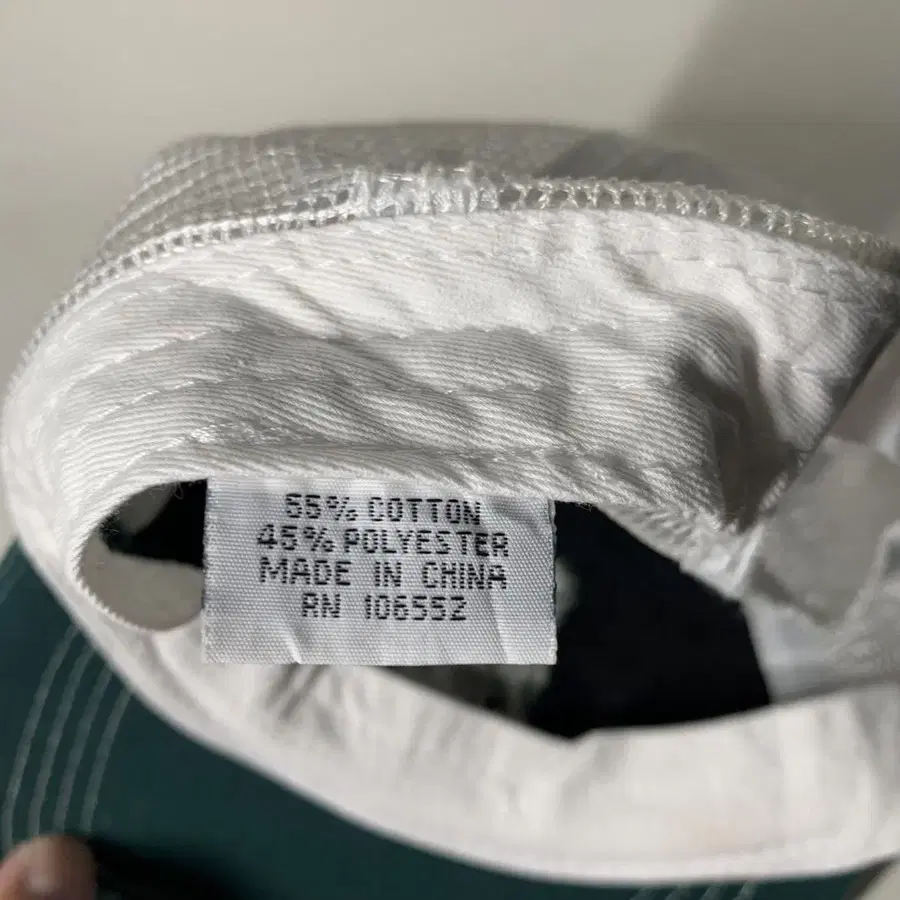 55% COTTON
45% POLYESTER
MADE IN CHINA
RN 106552